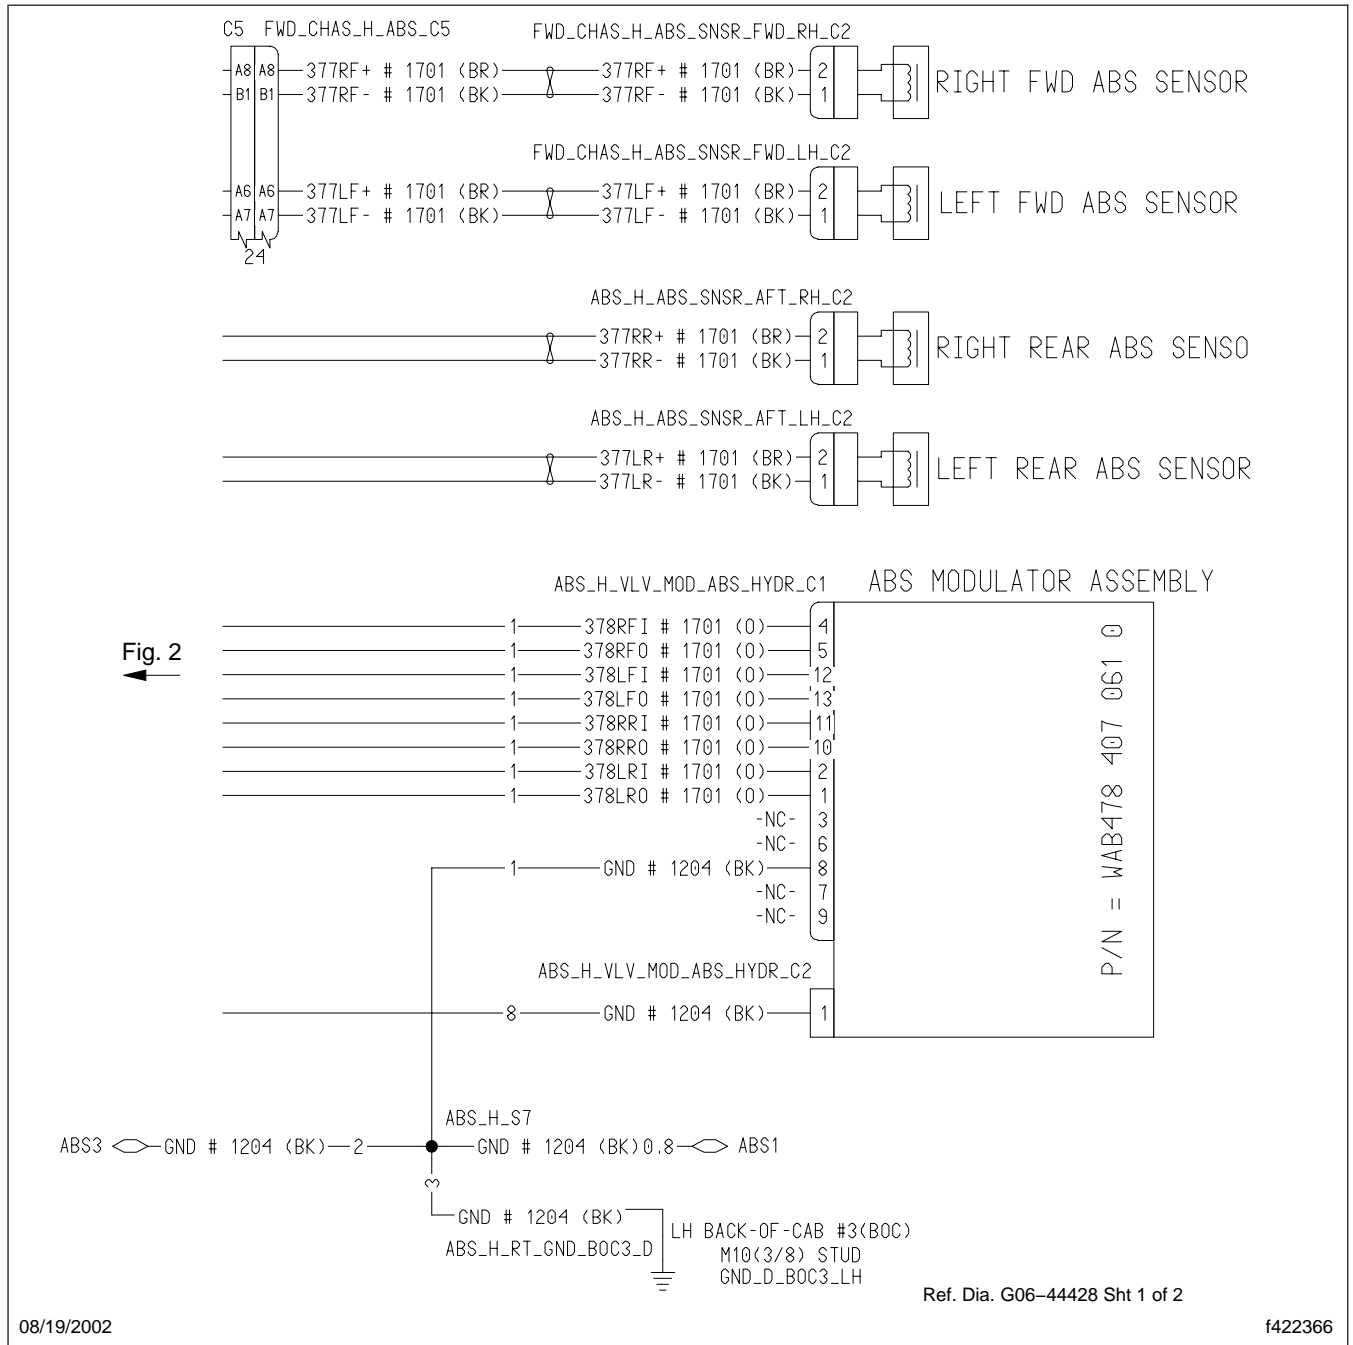 C5 FWD_CHAS_H_ABS_C5
FWD_CHAS_H_ABS_SNSR_FWD_RH_C2
A8 A8 377RF+ # 1701 (BR) 377RF+ # 1701 (BR) 2
B1 B1 377RF- # 1701 (BK) 377RF- # 1701 (BK) 1
RIGHT FWD ABS SENSOR
FWD_CHAS_H_ABS_SNSR_FWD_LH_C2
A6 A6 377LF+ # 1701 (BR) 377LF+ # 1701 (BR) 2
A7 A7 377LF- # 1701 (BK) 377LF- # 1701 (BK) 1
LEFT FWD ABS SENSOR
24
ABS_H_ABS_SNSR_AFT_RH_C2
377RR+ # 1701 (BR) 2
377RR- # 1701 (BK) 1
RIGHT REAR ABS SENSO
ABS_H_ABS_SNSR_AFT_LH_C2
377LR+ # 1701 (BR) 2
377LR- # 1701 (BK) 1
LEFT REAR ABS SENSOR
ABS_H_VLV_MOD_ABS_HYDR_C1
ABS MODULATOR ASSEMBLY
1 378RFI # 1701 (O) 4
Fig. 2
1 378RFO # 1701 (O) 5
1 378LFI # 1701 (O) 12
1 378LFO # 1701 (O) 13
1 378RRI # 1701 (O) 11
1 378RRO # 1701 (O) 10
1 378LRI # 1701 (O) 2
1 378LRO # 1701 (O) 1
-NC- 3
-NC- 6
1 GND # 1204 (BK) 8
-NC- 7
-NC- 9
P/N = WAB478 407 061 0
ABS_H_VLV_MOD_ABS_HYDR_C2
8 GND # 1204 (BK) 1
ABS_H_S7
ABS3 GND # 1204 (BK) 2 GND # 1204 (BK) 0.8 ABS1
3
GND # 1204 (BK)
ABS_H_RT_GND_BOC3_D
LH BACK-OF-CAB #3(BOC)
M10(3/8) STUD
GND_D_BOC3_LH
Ref. Dia. G06–44428 Sht 1 of 2
08/19/2002
f422366